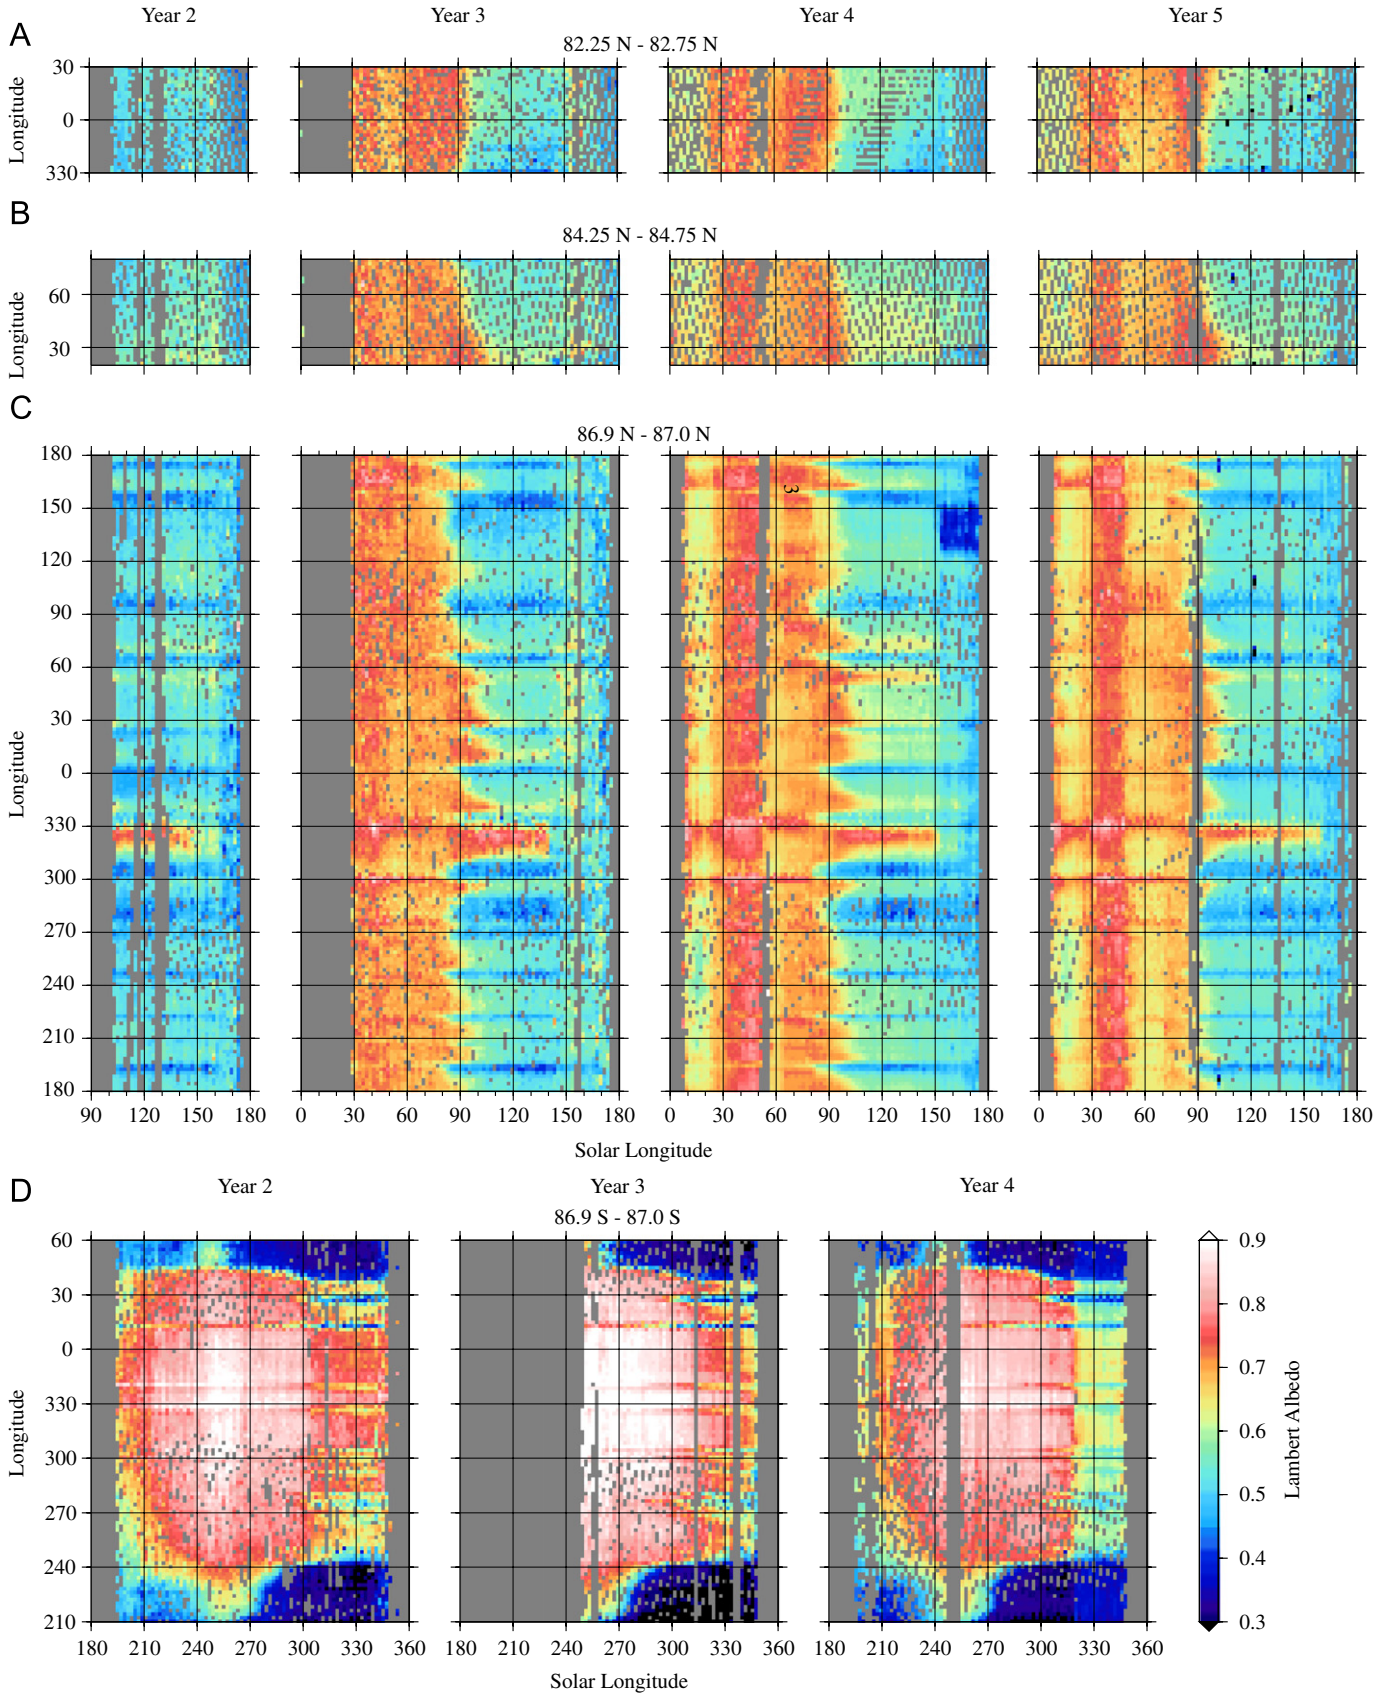 Year 2 Year 3 Year 4 Year 5
A
82.25 N - 82.75 N
Longitude
30
0
330
B
84.25 N - 84.75 N
Longitude
60
30
C
86.9 N - 87.0 N
Longitude
180
150
120
90
60
30
0
330
300
270
240
210
180
3
90 120 150 180 0 30 60 90 120 150 180 0 30 60 90 120 150 180 0 30 60 90 120 150 180
Solar Longitude
D
Year 2 Year 3 Year 4
86.9 S - 87.0 S
Longitude
60
30
0
330
300
270
240
210
180 210 240 270 300 330 360 180 210 240 270 300 330 360 180 210 240 270 300 330 360
Solar Longitude
0.9
0.8
0.7
0.6
0.5
0.4
0.3
Lambert Albedo